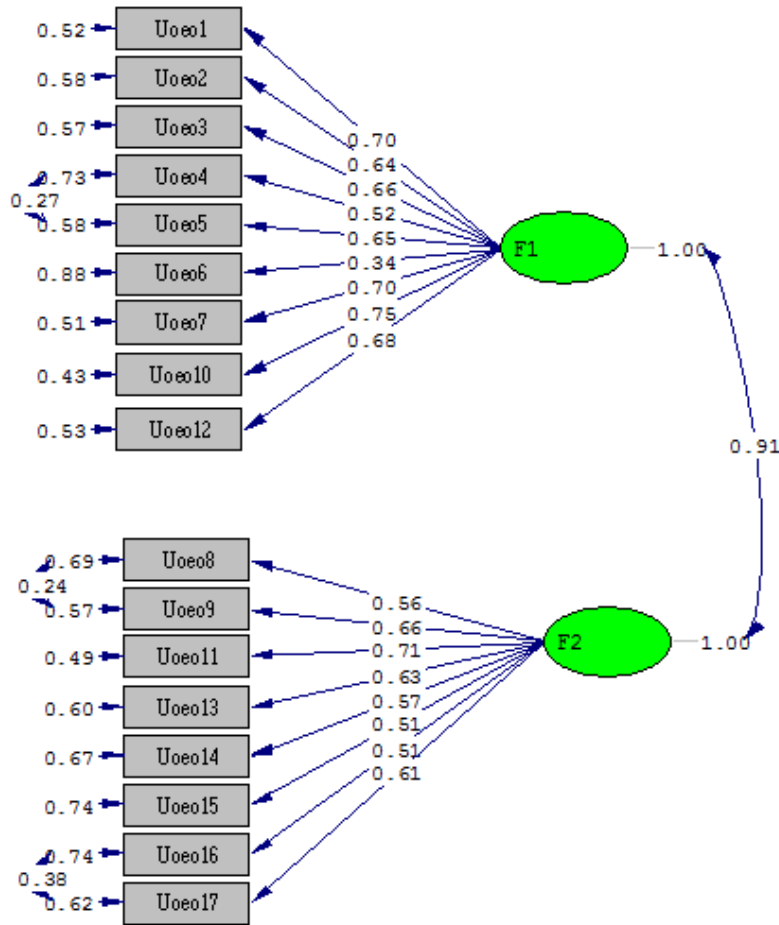 0.52 Uoeo1
0.58 Uoeo2
0.57 Uoeo3
0.70
0.73 Uoeo4
0.64
0.27
0.66
0.58 Uoeo5
0.52
0.65
F1 1.00
0.88 Uoeo6
0.34
0.70
0.51 Uoeo7
0.75
0.68
0.43 Uoeo10
0.53 Uoeo12
0.91
0.69 Uoeo8
0.24
0.56
0.57 Uoeo9
0.66
0.71
0.49 Uoeo11
F2 1.00
0.63
0.60 Uoeo13
0.57
0.51
0.67 Uoeo14
0.51
0.61
0.74 Uoeo15
0.74 Uoeo16
0.38
0.62 Uoeo17